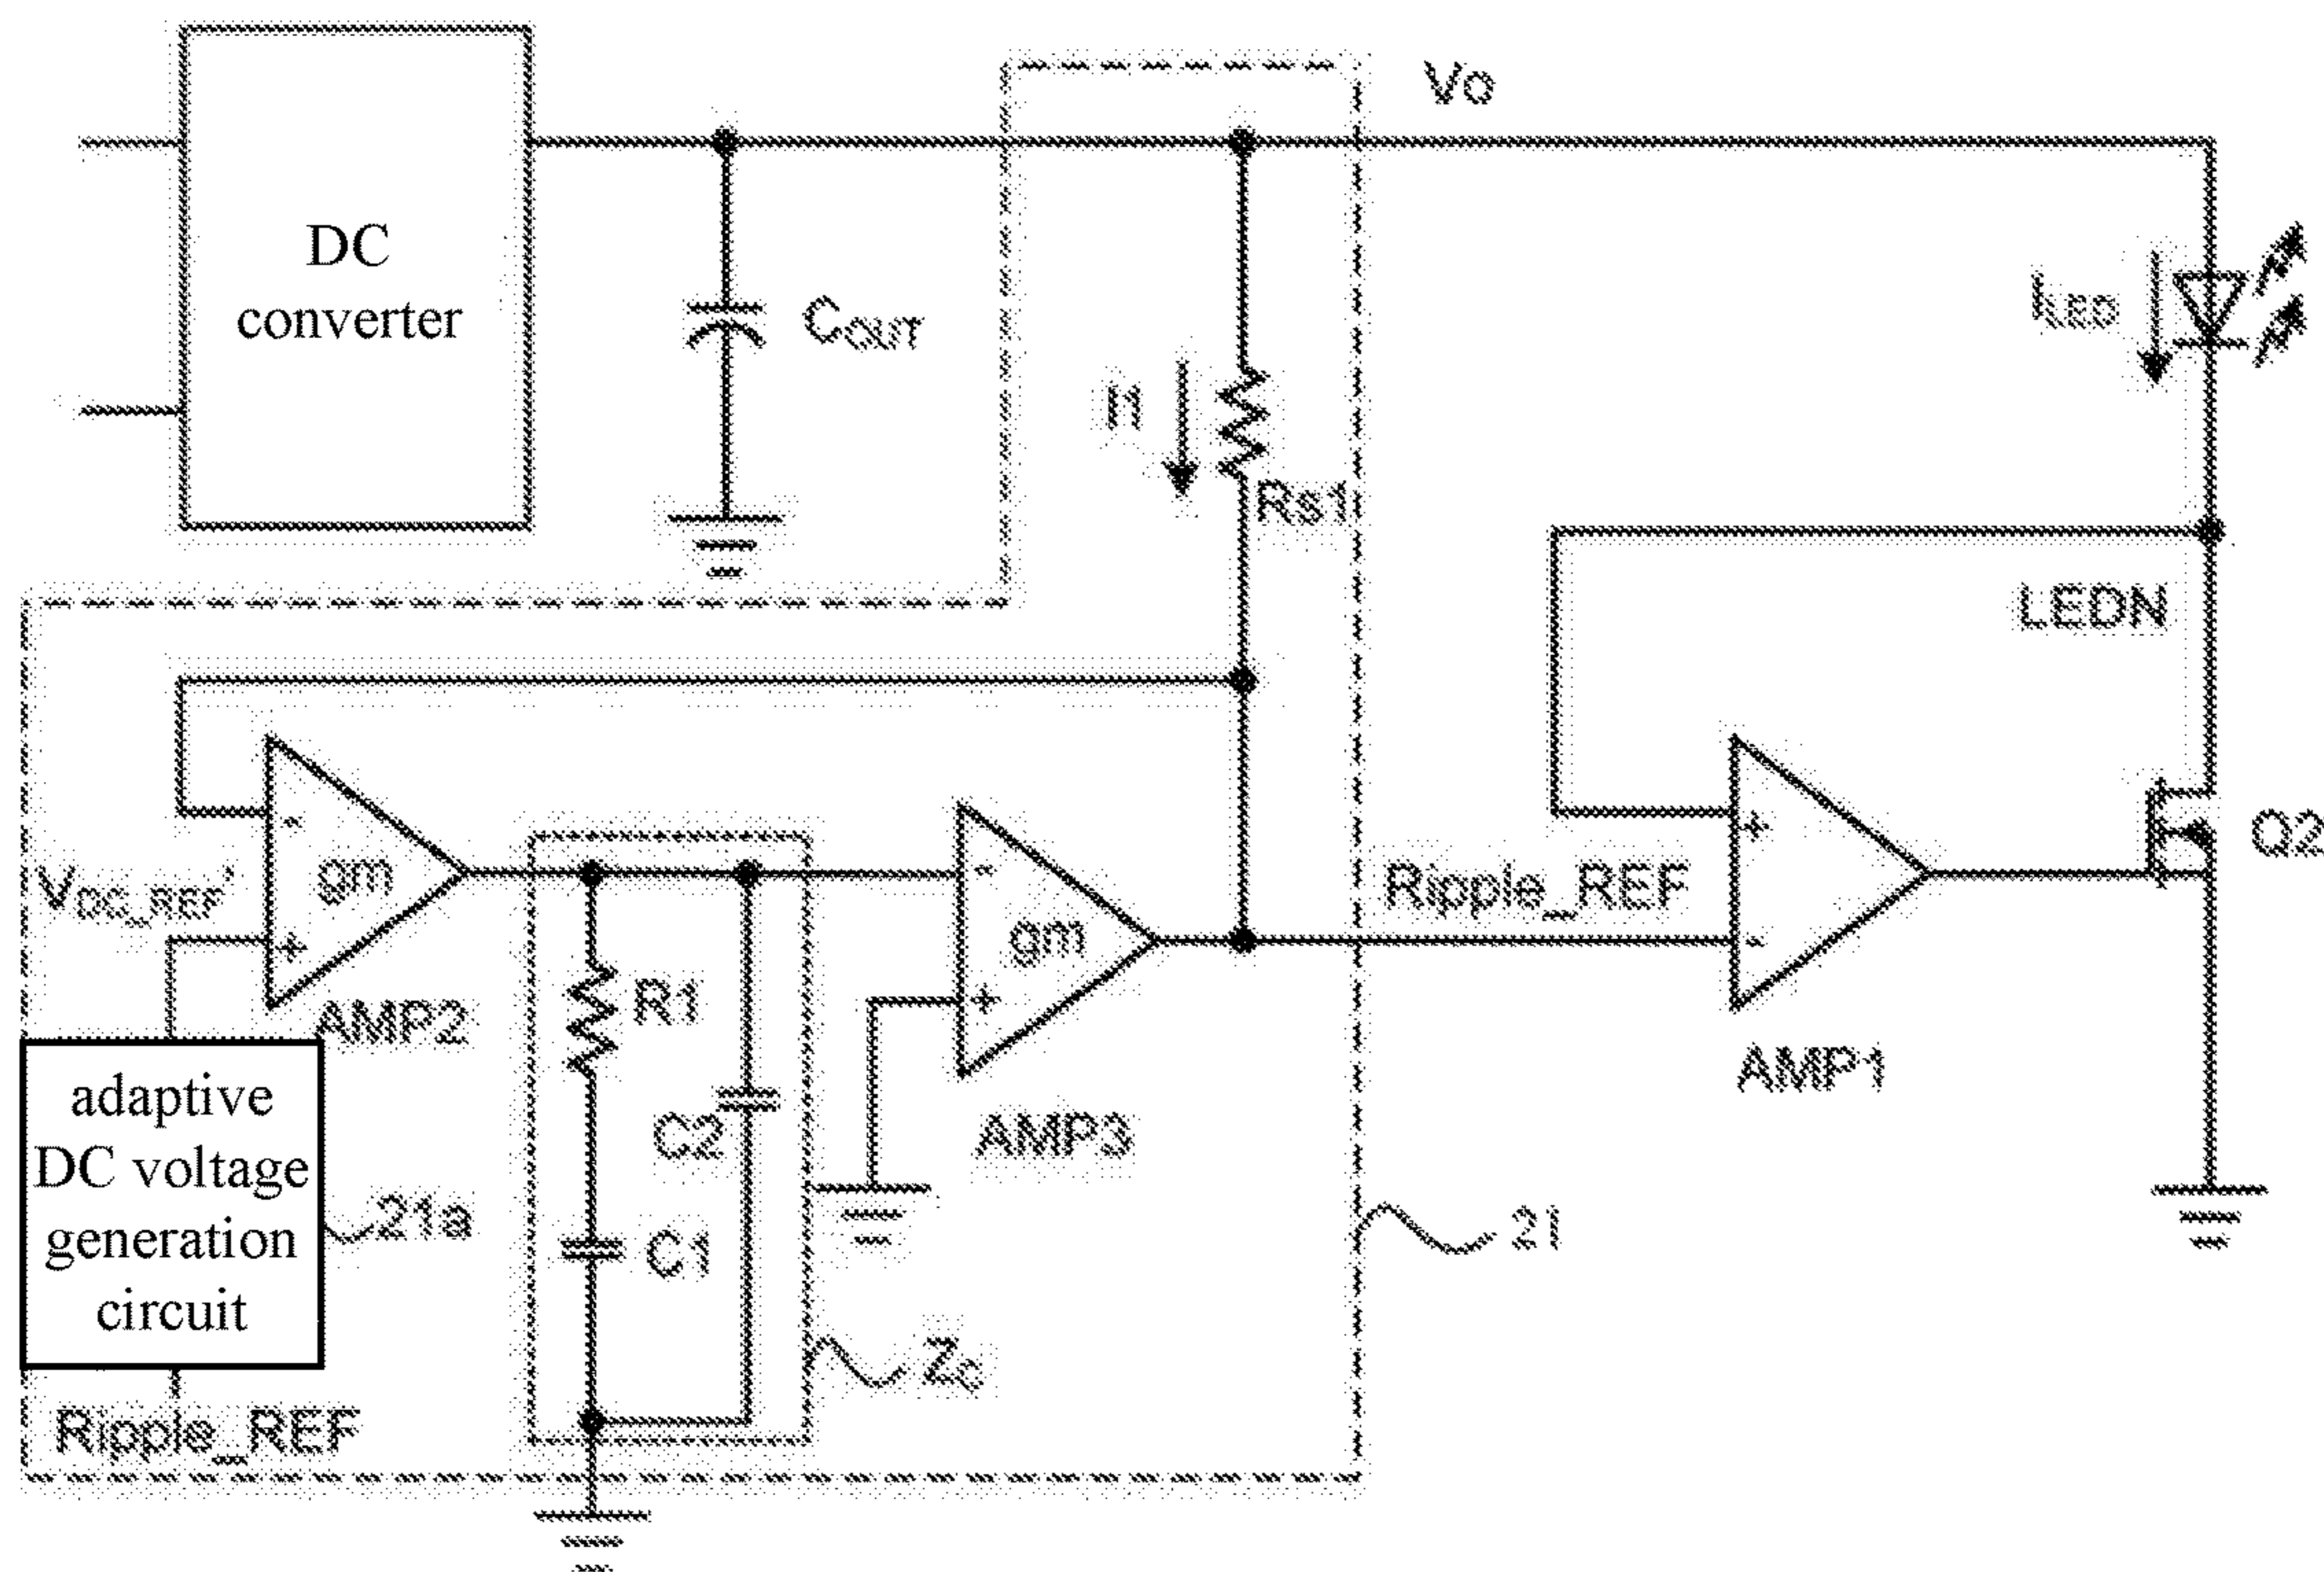 Vo
DC
converter
COUT
ILED
I1
Rs1
LEDN
-
+
gm
VDC_REF'
Q2
-
Ripple_REF
gm
+
-
R1
+
AMP2
AMP1
adaptive
DC voltage
generation
circuit
C2
AMP3
21a
21
C1
ZC
Ripple_REF